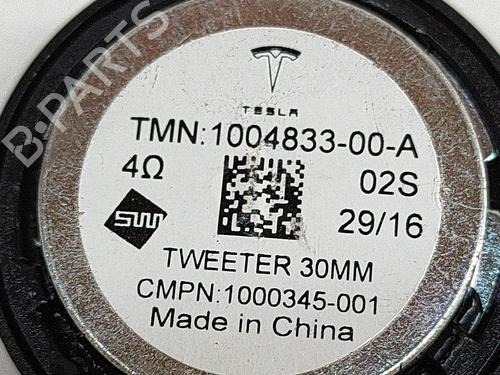 TESLA
TMN:1004833-00-A
4Ω 02S
SW 29/16
TWEETER 30MM
CMPN:1000345-001
Made in China
B-PARTS